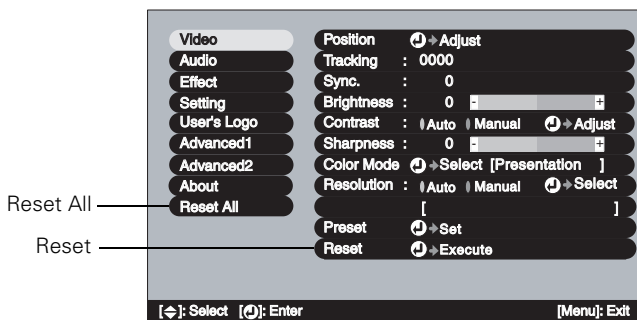 Video
Audio
Effect
Setting
User's Logo
Advanced1
Advanced2
About
Reset All
Position Adjust
Tracking : 0000
Sync. : 0
Brightness : 0 - +
Contrast : Auto Manual Adjust
Sharpness : 0 - +
Color Mode Select [Presentation ]
Resolution : Auto Manual Select
[ ]
Preset Set
Reset Execute
Reset All
Reset
[ ]: Select [ ]: Enter [Menu]: Exit